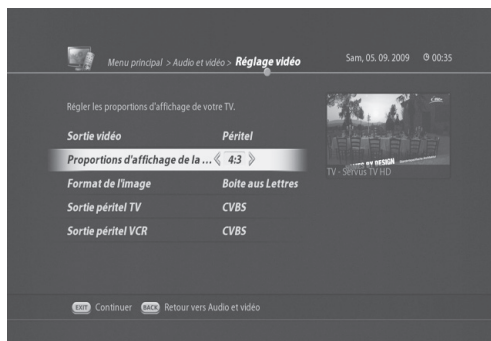 Menu principal > Audio et vidéo > Réglage vidéo
Sam, 05. 09. 2009 00:35
Régler les proportions d'affichage de votre TV.
Sortie vidéo Péritel
Proportions d'affichage de la ... 4:3
Format de l'image Boite aus Lettres
Sortie péritel TV CVBS
Sortie péritel VCR CVBS
BY DESIGN
TV - Servus TV HD
EXIT Continuer BACK Retour vers Audio et vidéo